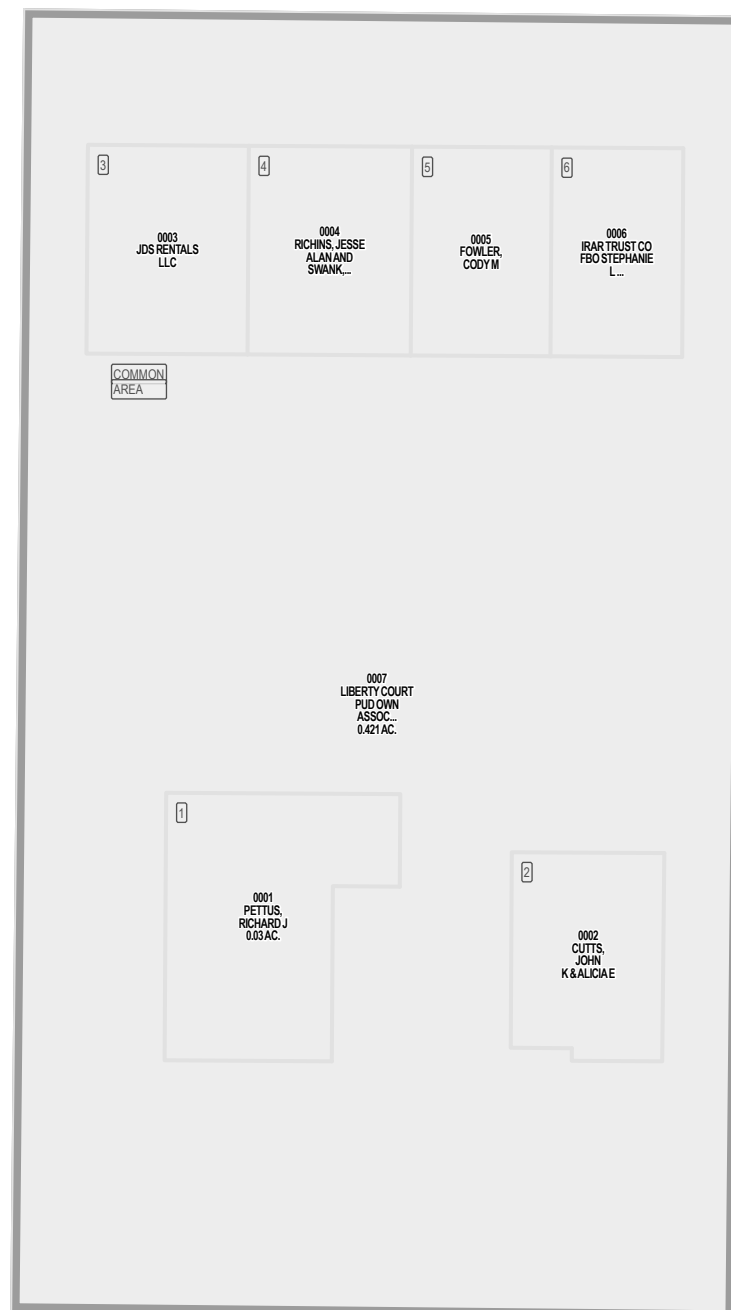 3
0003
JDS RENTALS
LLC
4
0004
RICHINS, JESSE
ALAN AND
SWANK,...
5
0005
FOWLER,
CODY M
6
0006
IRAR TRUST CO
FBO STEPHANIE
L ...
COMMON
AREA
0007
LIBERTY COURT
PUD OWN
ASSOC...
0.421 AC.
1
0001
PETTUS,
RICHARD J
0.03 AC.
2
0002
CUTTS,
JOHN
K & ALICIA E